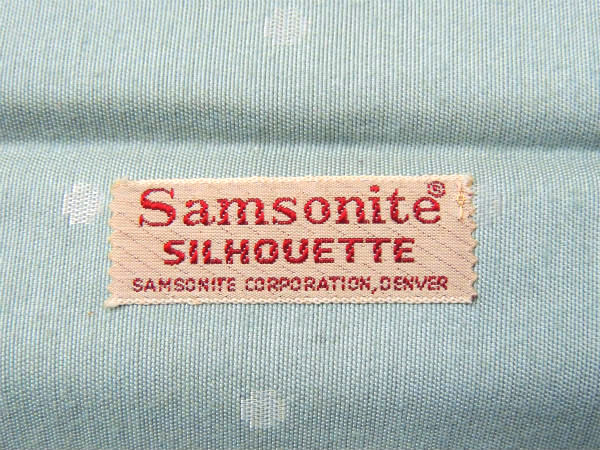 Samsonite®
SILHOUETTE
SAMSONITE CORPORATION, DENVER